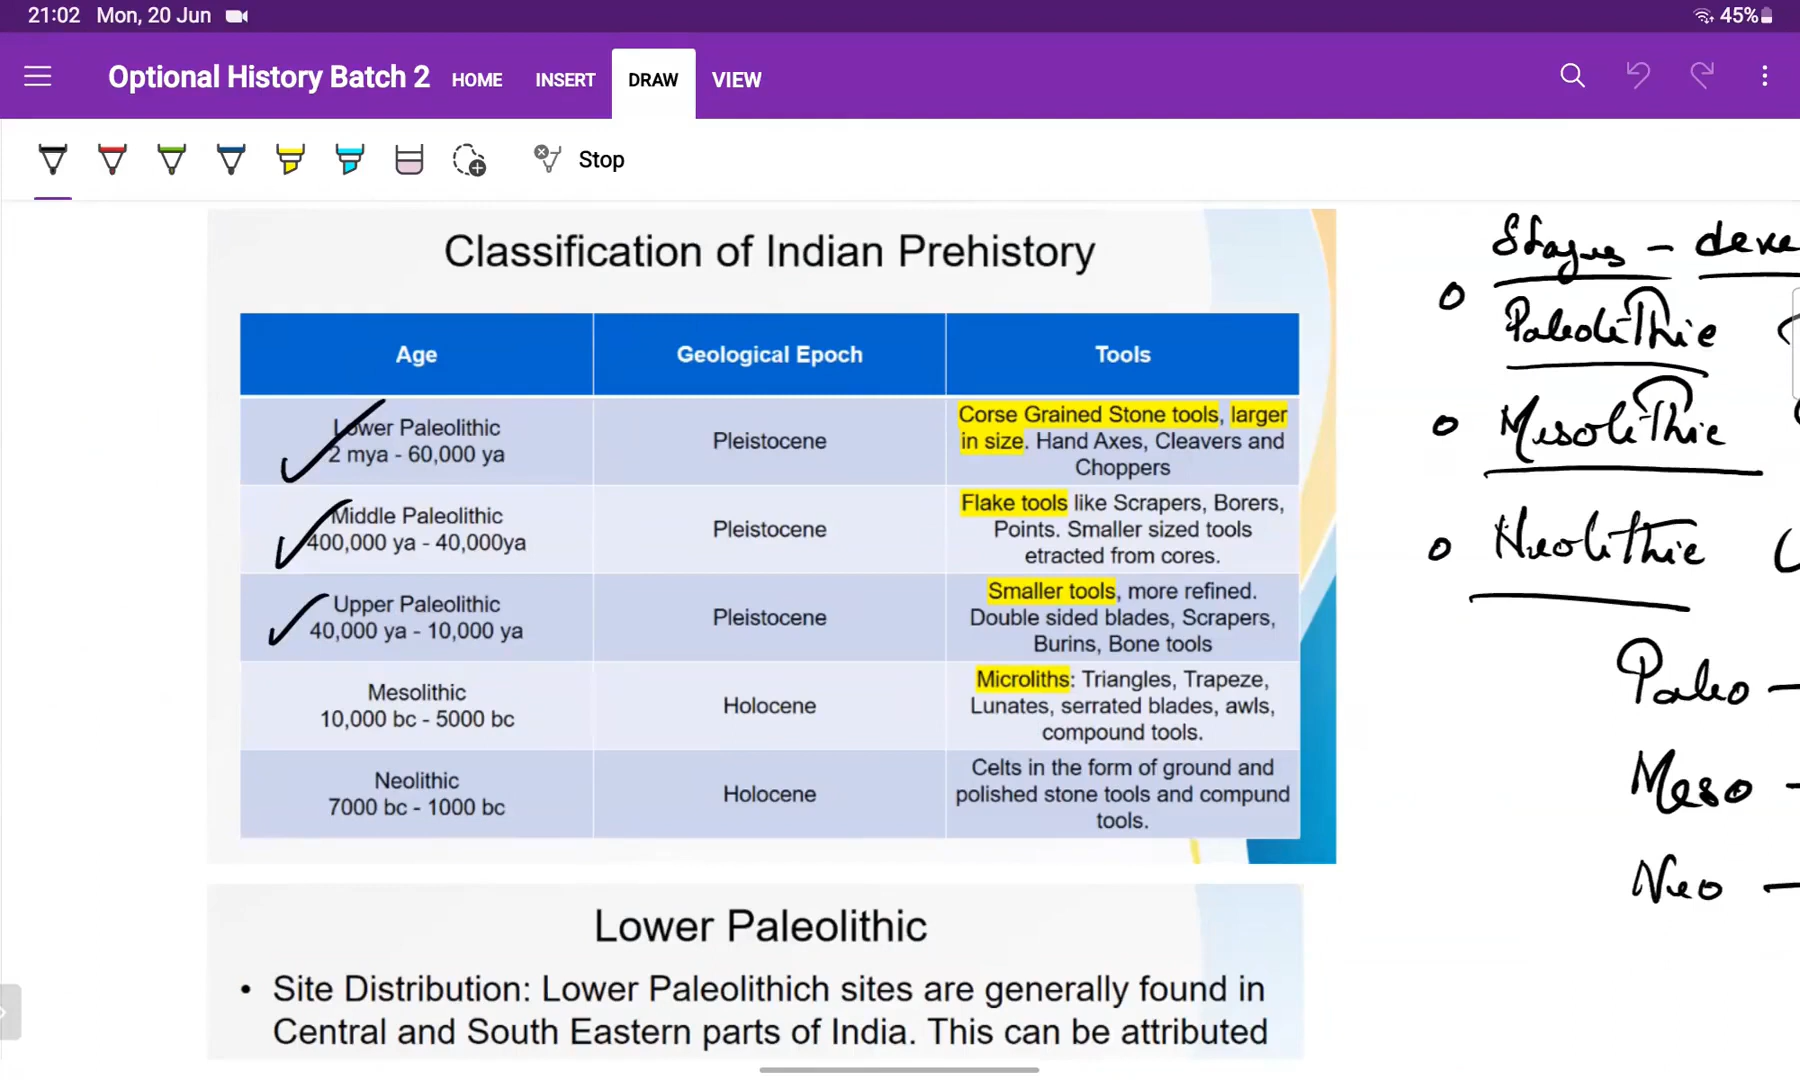 21:02 Mon, 20 Jun
45%
Optional History Batch 2 HOME INSERT DRAW VIEW
Stop
Classification of Indian Prehistory
Age Geological Epoch Tools
Lower Paleolithic
2 mya - 60,000 ya
Pleistocene
Corse Grained Stone tools, larger
in size. Hand Axes, Cleavers and
Choppers
Middle Paleolithic
400,000 ya - 40,000ya
Pleistocene
Flake tools like Scrapers, Borers,
Points. Smaller sized tools
etracted from cores.
Upper Paleolithic
40,000 ya - 10,000 ya
Pleistocene
Smaller tools, more refined.
Double sided blades, Scrapers,
Burins, Bone tools
Mesolithic
10,000 bc - 5000 bc
Holocene
Microliths: Triangles, Trapeze,
Lunates, serrated blades, awls,
compound tools.
Neolithic
7000 bc - 1000 bc
Holocene
Celts in the form of ground and
polished stone tools and compund
tools.
Lower Paleolithic
• Site Distribution: Lower Paleolithich sites are generally found in
Central and South Eastern parts of India. This can be attributed
Stages -
Paleolithic
Mesolithic
Neolithic
Paleo -
Meso -
Neo -